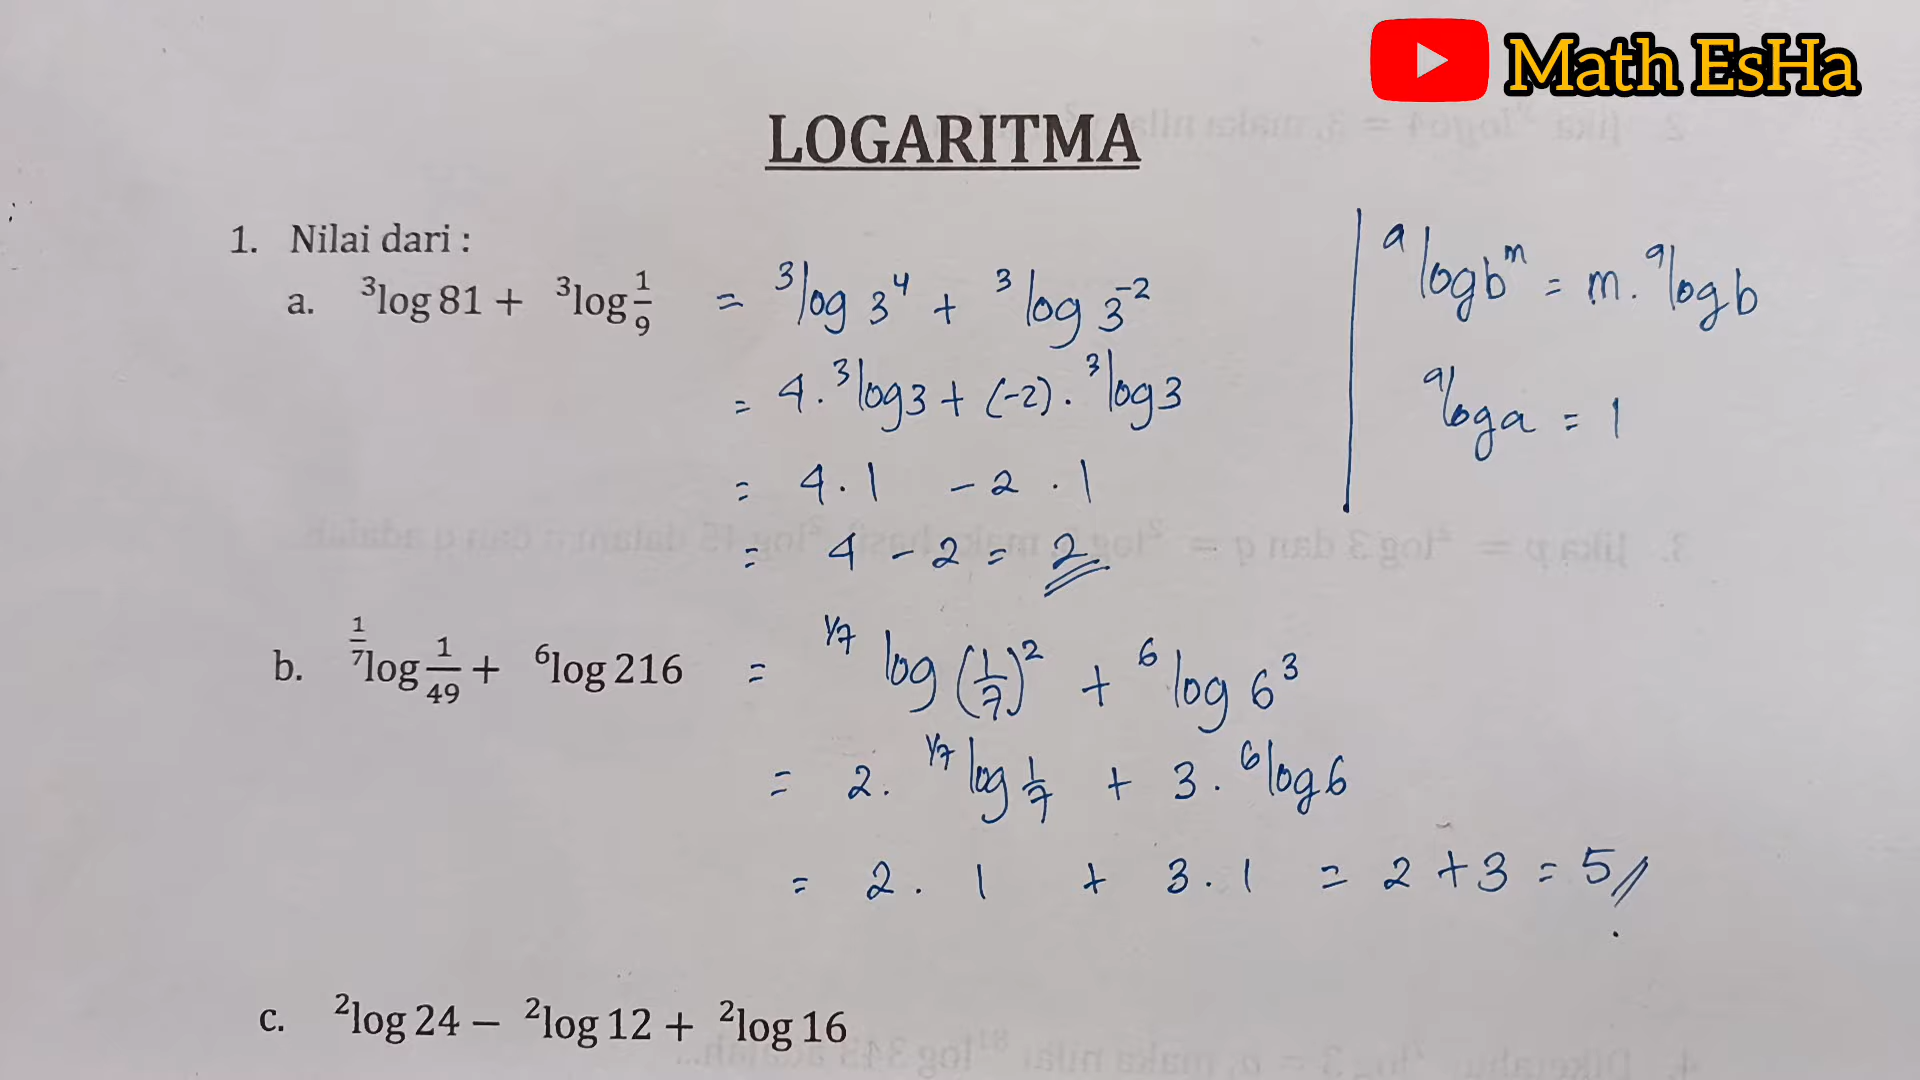 Math EsHa
LOGARITMA
1. Nilai dari :
a. ³log 81 + ³log 1/9 = ³log 3⁴ + ³log 3⁻²
= 4 . ³log 3 + (-2) . ³log 3
= 4 . 1 - 2 . 1
= 4 - 2 = 2
ᵃlog bᵐ = m . ᵃlog b
ᵃlog a = 1
b. ¹/⁷log 1/49 + ⁶log 216 = ¹/⁷log (1/7)² + ⁶log 6³
= 2 . ¹/⁷log 1/7 + 3 . ⁶log 6
= 2 . 1 + 3 . 1 = 2 + 3 = 5
c. ²log 24 − ²log 12 + ²log 16